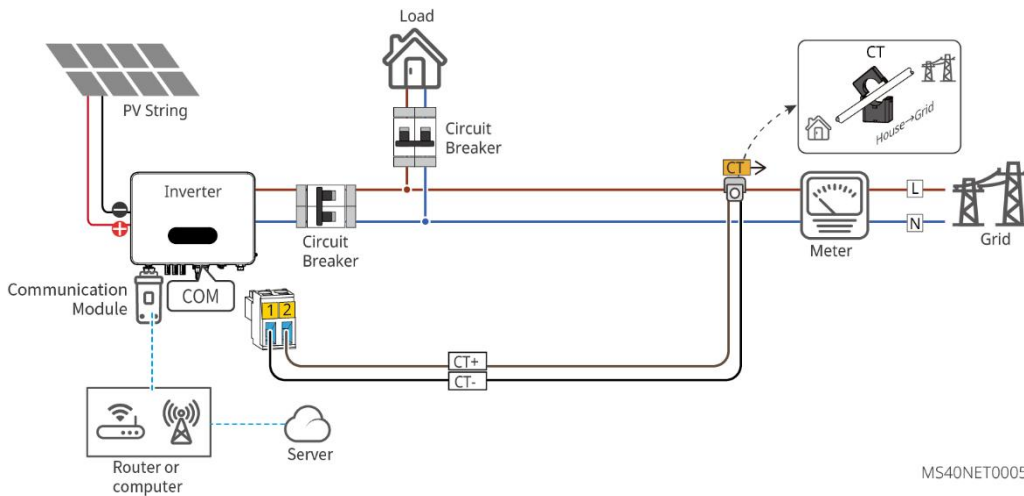 Load
CT
House→Grid
PV String
Circuit
Breaker
CT
Inverter
L
N
Circuit
Breaker
Meter
Grid
Communication
Module
COM
1 2
CT+
CT-
Server
Router or
computer
MS40NET0005